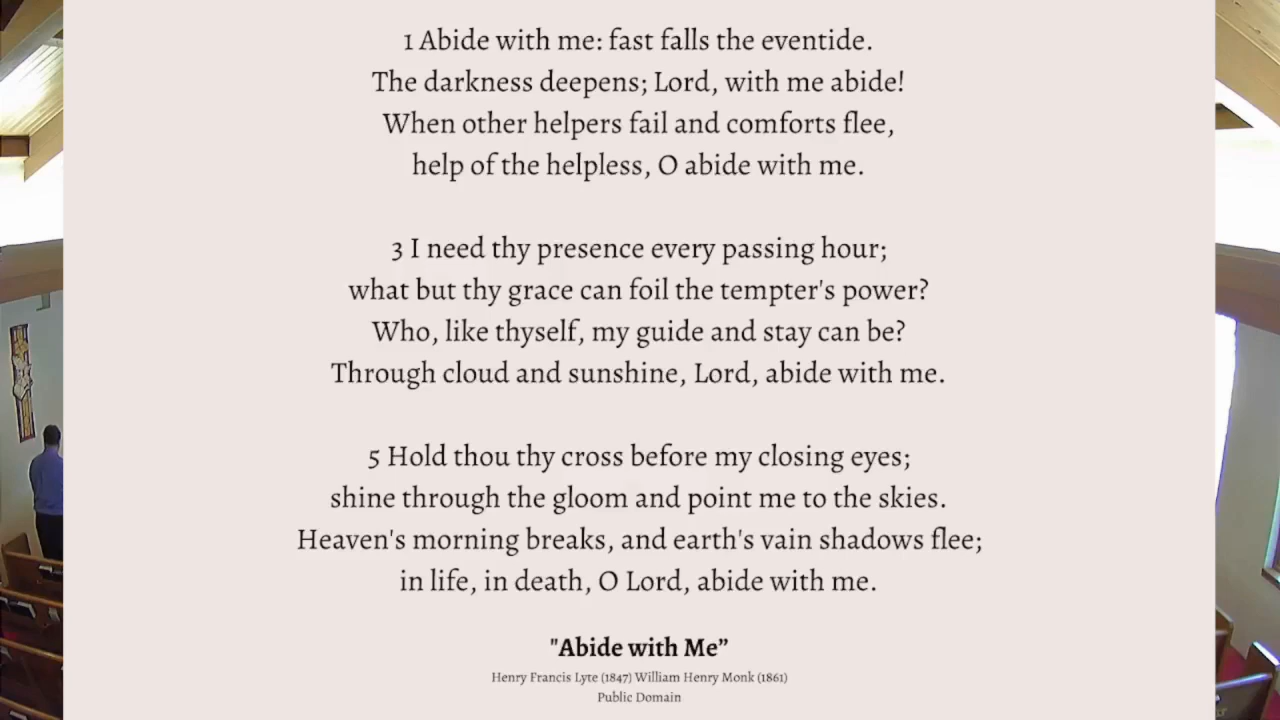 1 Abide with me: fast falls the eventide.
The darkness deepens; Lord, with me abide!
When other helpers fail and comforts flee,
help of the helpless, O abide with me.
3 I need thy presence every passing hour;
what but thy grace can foil the tempter's power?
Who, like thyself, my guide and stay can be?
Through cloud and sunshine, Lord, abide with me.
5 Hold thou thy cross before my closing eyes;
shine through the gloom and point me to the skies.
Heaven's morning breaks, and earth's vain shadows flee;
in life, in death, O Lord, abide with me.
"Abide with Me”
Henry Francis Lyte (1847) William Henry Monk (1861)
Public Domain